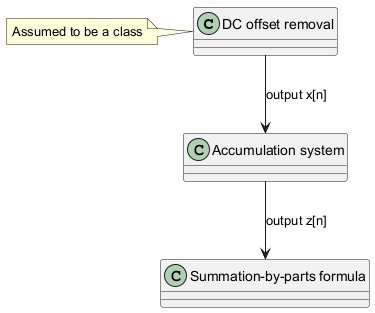 Assumed to be a class
C DC offset removal
output x[n]
C Accumulation system
output z[n]
C Summation-by-parts formula